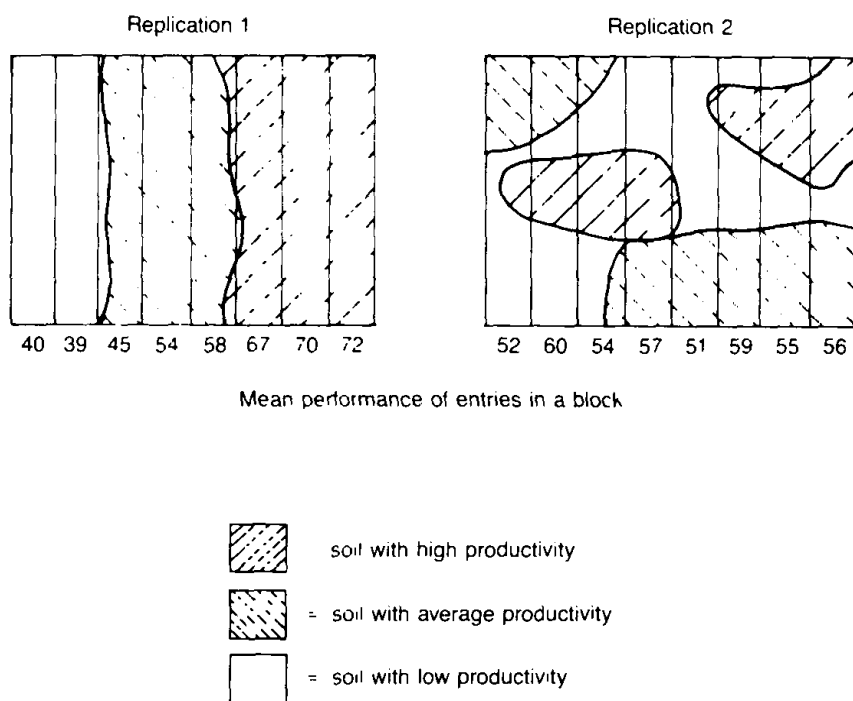 Replication 1 Replication 2
40 39 45 54 58 67 70 72 52 60 54 57 51 59 55 56
Mean performance of entries in a block
soil with high productivity
= soil with average productivity
= soil with low productivity